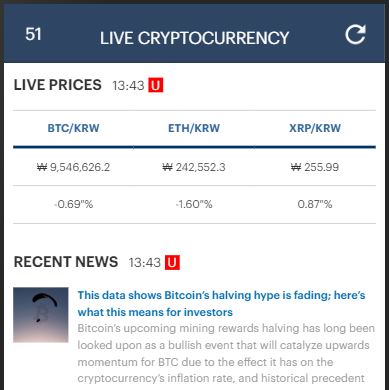 51 LIVE CRYPTOCURRENCY
LIVE PRICES 13:43 U
BTC/KRW ETH/KRW XRP/KRW
₩ 9,546,626.2 ₩ 242,552.3 ₩ 255.99
-0.69"% -1.60"% 0.87"%
RECENT NEWS 13:43 U
This data shows Bitcoin's halving hype is fading; here's
what this means for investors
Bitcoin's upcoming mining rewards halving has long been
looked upon as a bullish event that will catalyze upwards
momentum for BTC due to the effect it has on the
cryptocurrency's inflation rate, and historical precedent